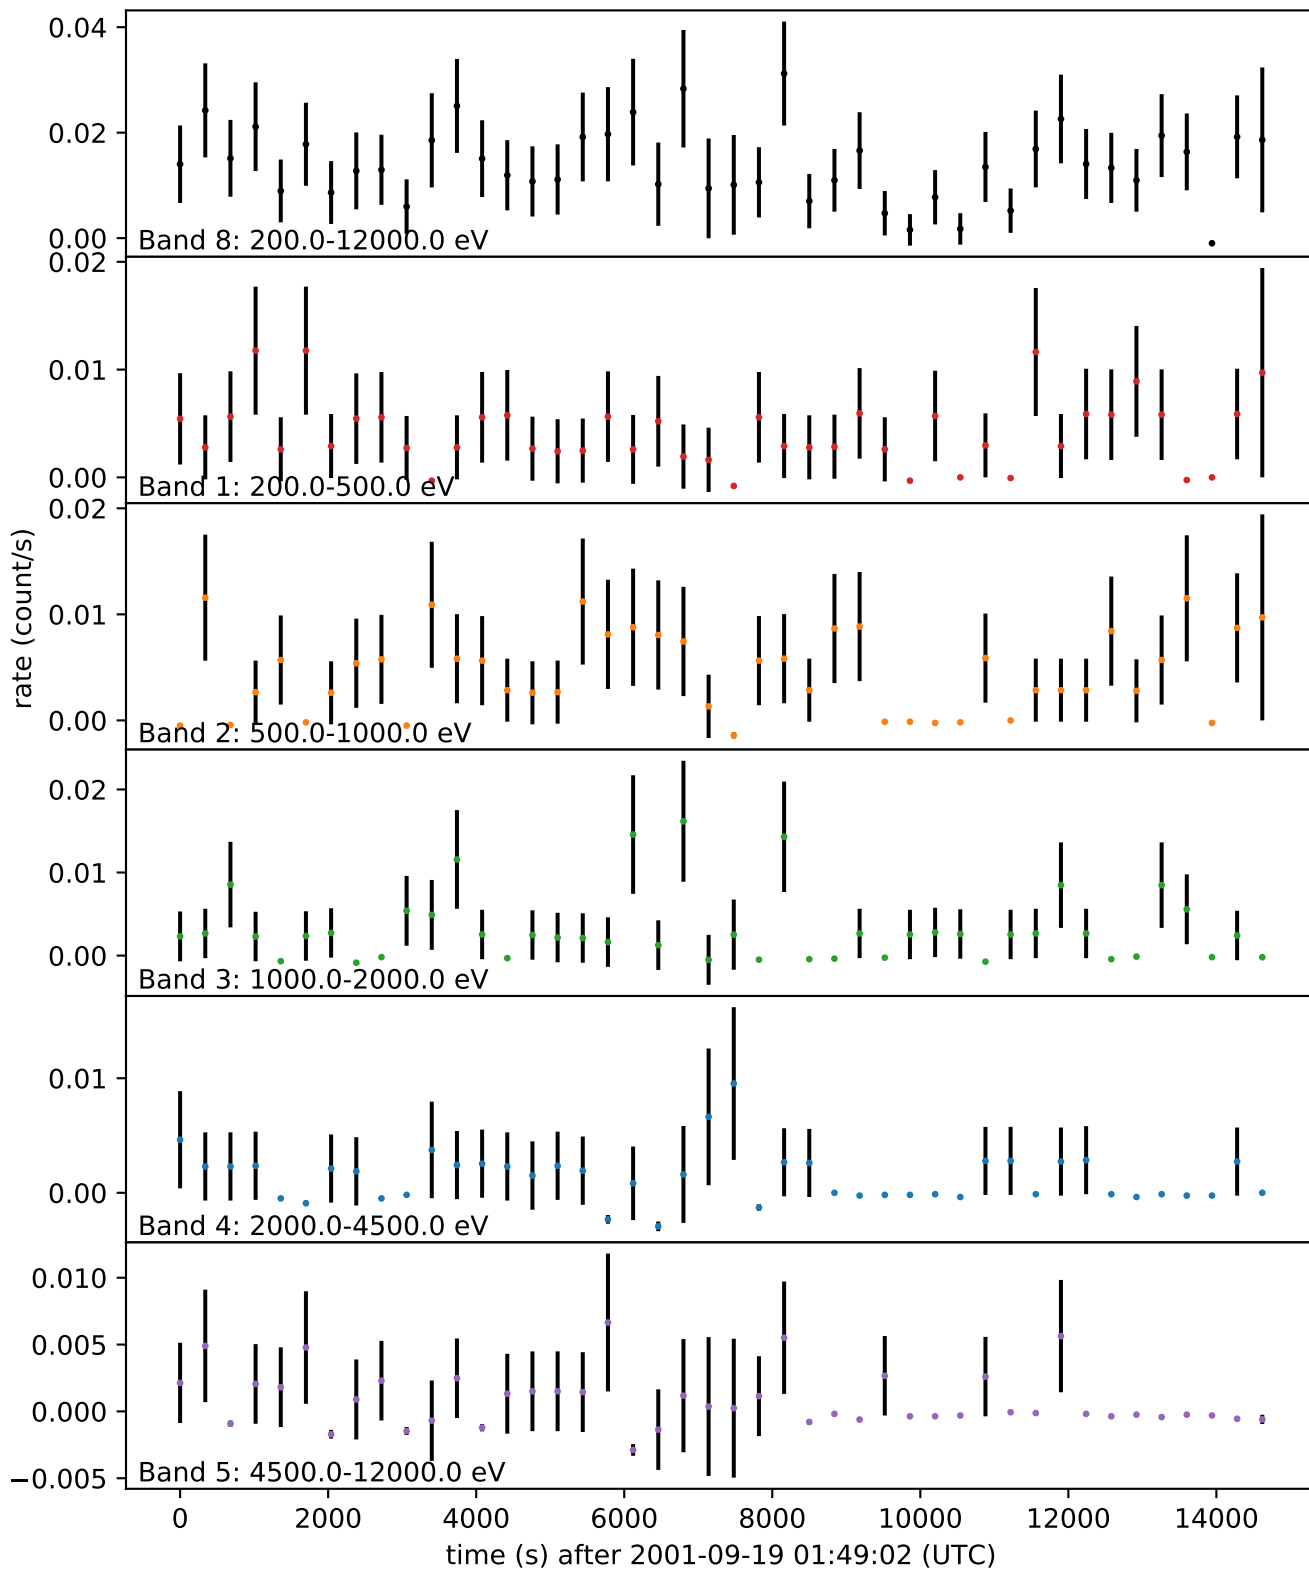 0.04
0.02
0.00
Band 8: 200.0-12000.0 eV
0.02
0.01
0.00
Band 1: 200.0-500.0 eV
0.02
0.01
0.00
Band 2: 500.0-1000.0 eV
rate (count/s)
0.02
0.01
0.00
Band 3: 1000.0-2000.0 eV
0.01
0.00
Band 4: 2000.0-4500.0 eV
0.010
0.005
0.000
−0.005
Band 5: 4500.0-12000.0 eV
0 2000 4000 6000 8000 10000 12000 14000
time (s) after 2001-09-19 01:49:02 (UTC)